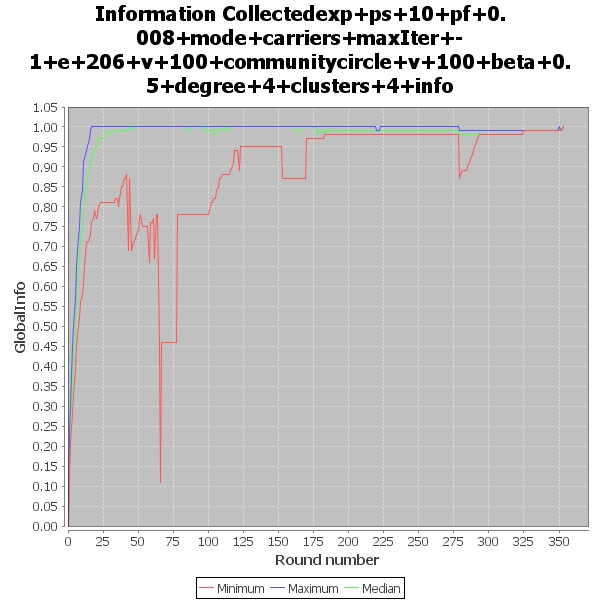 Information Collectedexp+ps+10+pf+0.
008+mode+carriers+maxIter+-
1+e+206+v+100+communitycircle+v+100+beta+0.
5+degree+4+clusters+4+info
1.05
1.00
0.95
0.90
0.85
0.80
0.75
0.70
0.65
0.60
0.55
0.50
0.45
0.40
0.35
0.30
0.25
0.20
0.15
0.10
0.05
0.00
GlobalInfo
0 25 50 75 100 125 150 175 200 225 250 275 300 325 350
Round number
Minimum Maximum Median